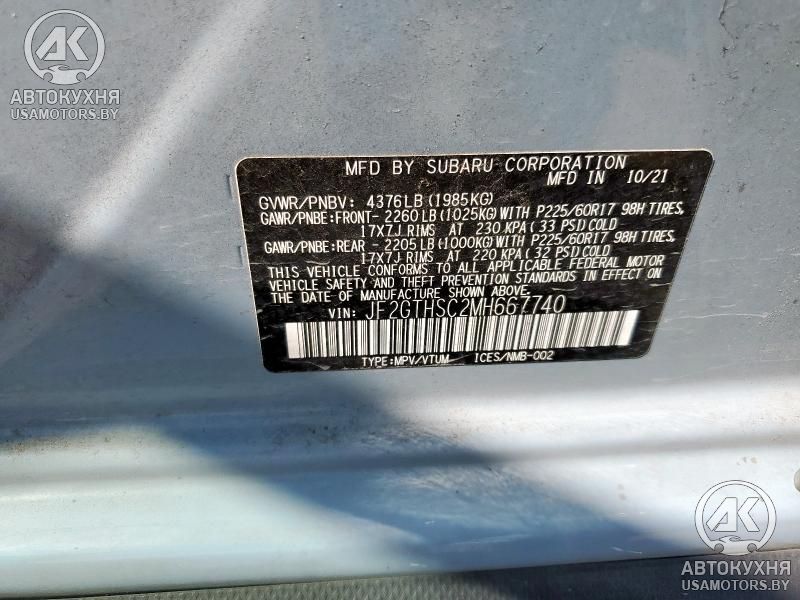 AK
АВТОКУХНЯ
USAMOTORS.BY
MFD BY SUBARU CORPORATION
MFD IN 10/21
GVWR/PNBV: 4376LB (1985KG)
GAWR/PNBE:FRONT- 2260LB (1025KG) WITH P225/60R17 98H TIRES,
17X7J RIMS AT 230 KPA (33 PSI) COLD
GAWR/PNBE:REAR - 2205LB (1000KG) WITH P225/60R17 98H TIRES,
17X7J RIMS AT 220 KPA (32 PSI) COLD
THIS VEHICLE CONFORMS TO ALL APPLICABLE FEDERAL MOTOR
VEHICLE SAFETY AND THEFT PREVENTION STANDARDS IN EFFECT ON
THE DATE OF MANUFACTURE SHOWN ABOVE.
VIN: JF2GTHSC2MH667740
TYPE:MPV/VTUM ICES/NMB-002
AK
АВТОКУХНЯ
USAMOTORS.BY